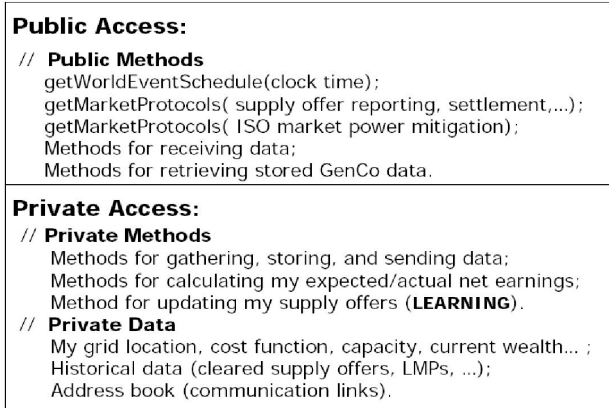 Public Access:
// Public Methods
getWorldEventSchedule(clock time);
getMarketProtocols( supply offer reporting, settlement,...);
getMarketProtocols( ISO market power mitigation);
Methods for receiving data;
Methods for retrieving stored GenCo data.
Private Access:
// Private Methods
Methods for gathering, storing, and sending data;
Methods for calculating my expected/actual net earnings;
Method for updating my supply offers (LEARNING).
// Private Data
My grid location, cost function, capacity, current wealth... ;
Historical data (cleared supply offers, LMPs, ...);
Address book (communication links).